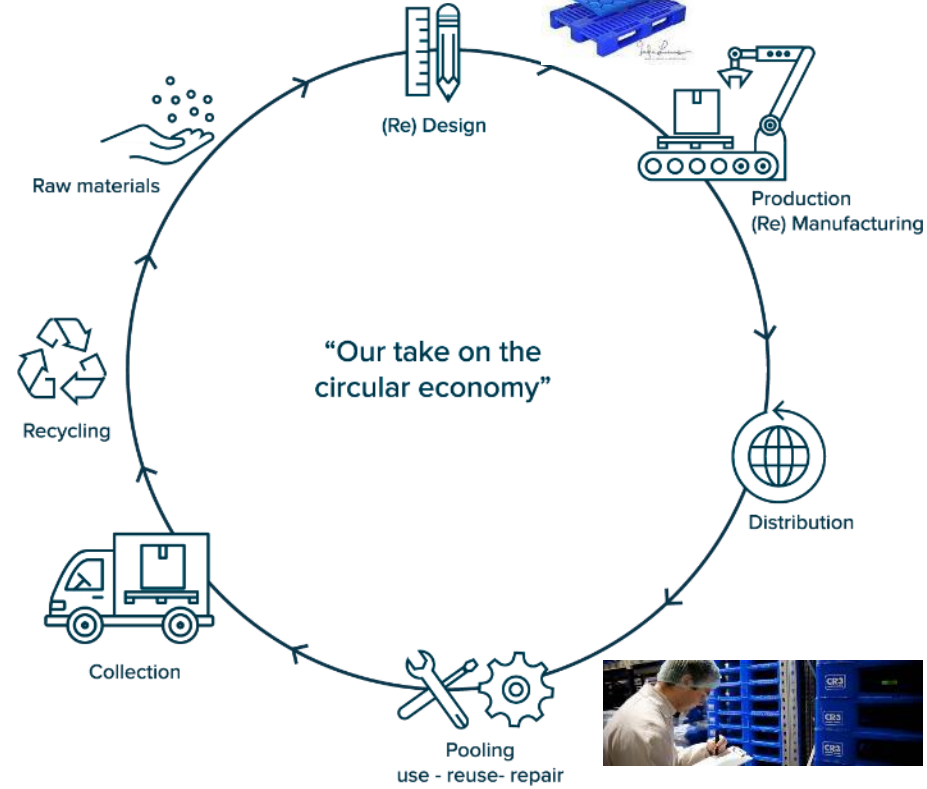 (Re) Design
Raw materials
Production
(Re) Manufacturing
“Our take on the
circular economy”
Recycling
Distribution
Collection
CR3
CR3
CR3
Pooling
use - reuse- repair